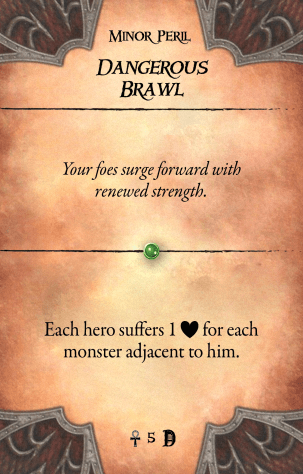 Minor Peril
Dangerous
Brawl
Your foes surge forward with
renewed strength.
Each hero suffers 1 ♥ for each
monster adjacent to him.
☥ 5 D